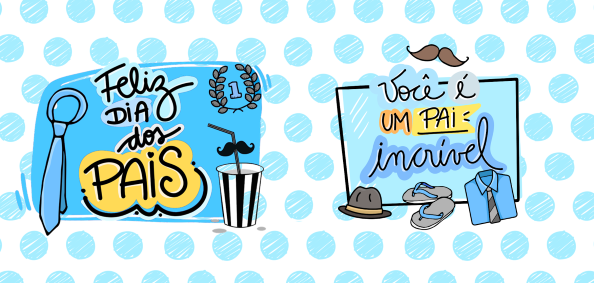 Feliz
DIA
dos
PAIS
1
Você é
UM PAI
incrível